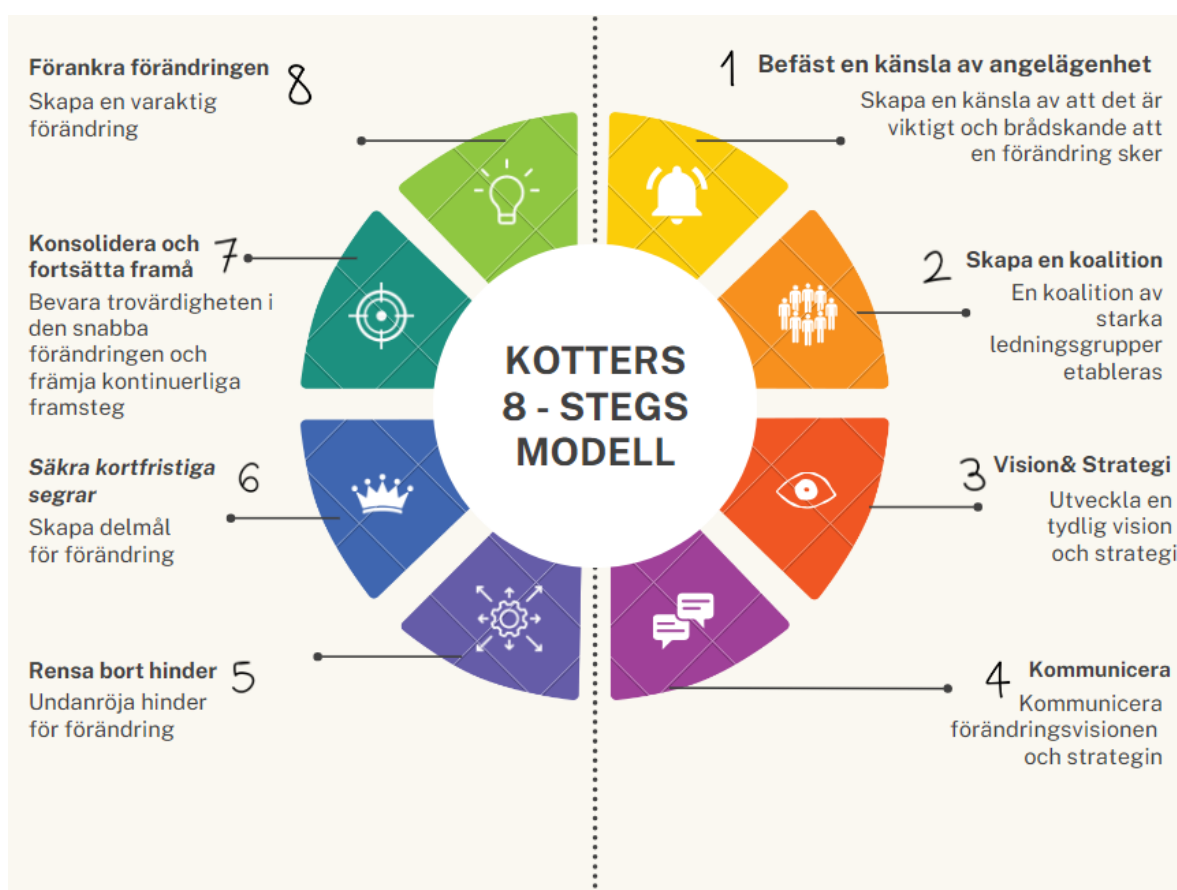 KOTTERS
8 - STEGS
MODELL
1 Befäst en känsla av angelägenhet
Skapa en känsla av att det är
viktigt och brådskande att
en förändring sker
2 Skapa en koalition
En koalition av
starka
ledningsgrupper
etableras
3 Vision& Strategi
Utveckla en
tydlig vision
och strategi
4 Kommunicera
Kommunicera
förändringsvisionen
och strategin
Rensa bort hinder 5
Undanröja hinder
för förändring
Säkra kortfristiga 6
segrar
Skapa delmål
för förändring
Konsolidera och 7
fortsätta framå
Bevara trovärdigheten i
den snabba
förändringen och
främja kontinuerliga
framsteg
Förankra förändringen 8
Skapa en varaktig
förändring